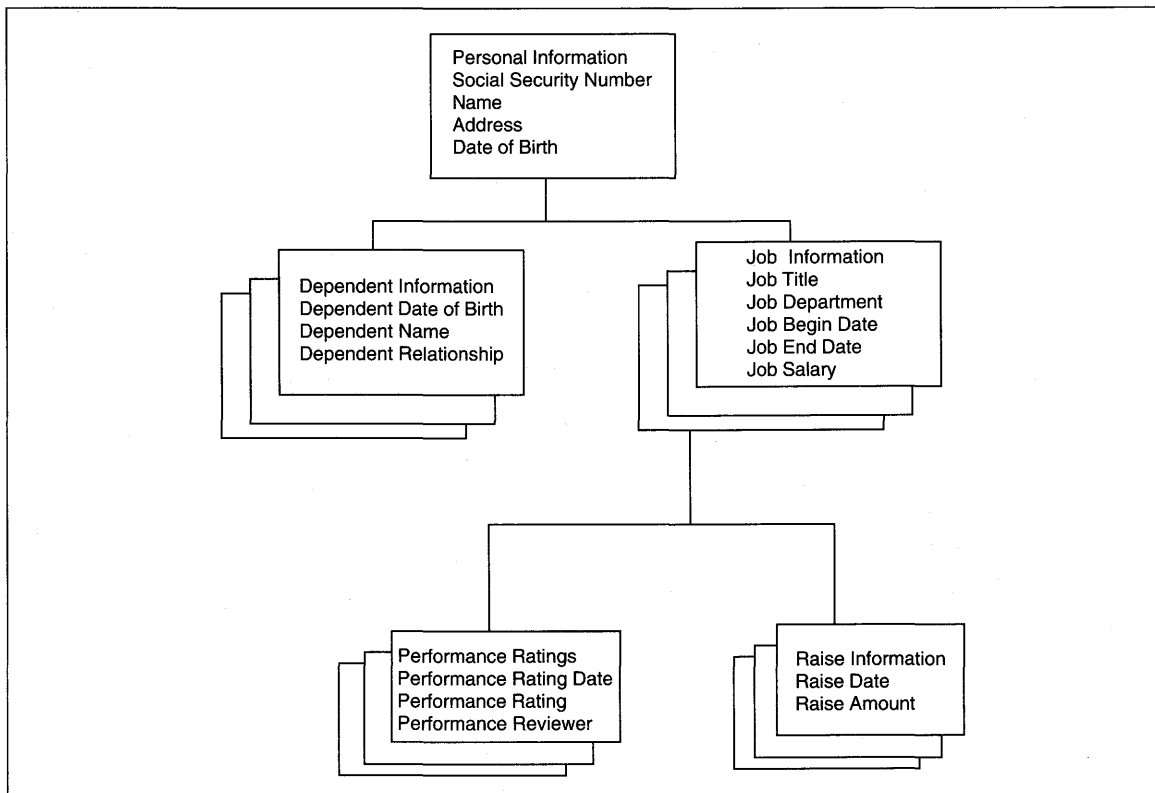 Personal Information
Social Security Number
Name
Address
Date of Birth
Dependent Information
Dependent Date of Birth
Dependent Name
Dependent Relationship
Job Information
Job Title
Job Department
Job Begin Date
Job End Date
Job Salary
Performance Ratings
Performance Rating Date
Performance Rating
Performance Reviewer
Raise Information
Raise Date
Raise Amount